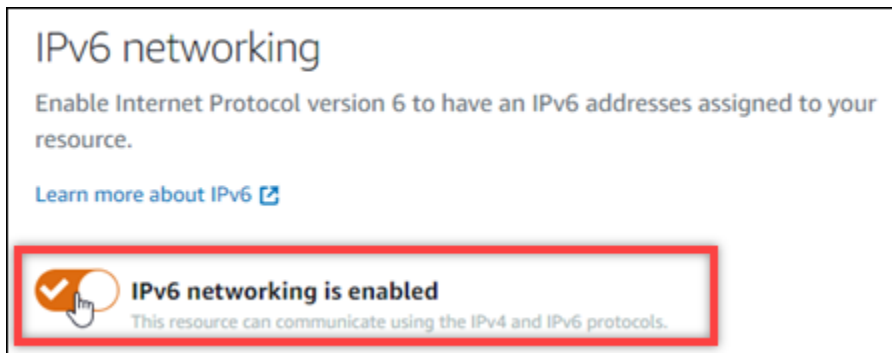 IPv6 networking
Enable Internet Protocol version 6 to have an IPv6 addresses assigned to your
resource.
Learn more about IPv6
IPv6 networking is enabled
This resource can communicate using the IPv4 and IPv6 protocols.